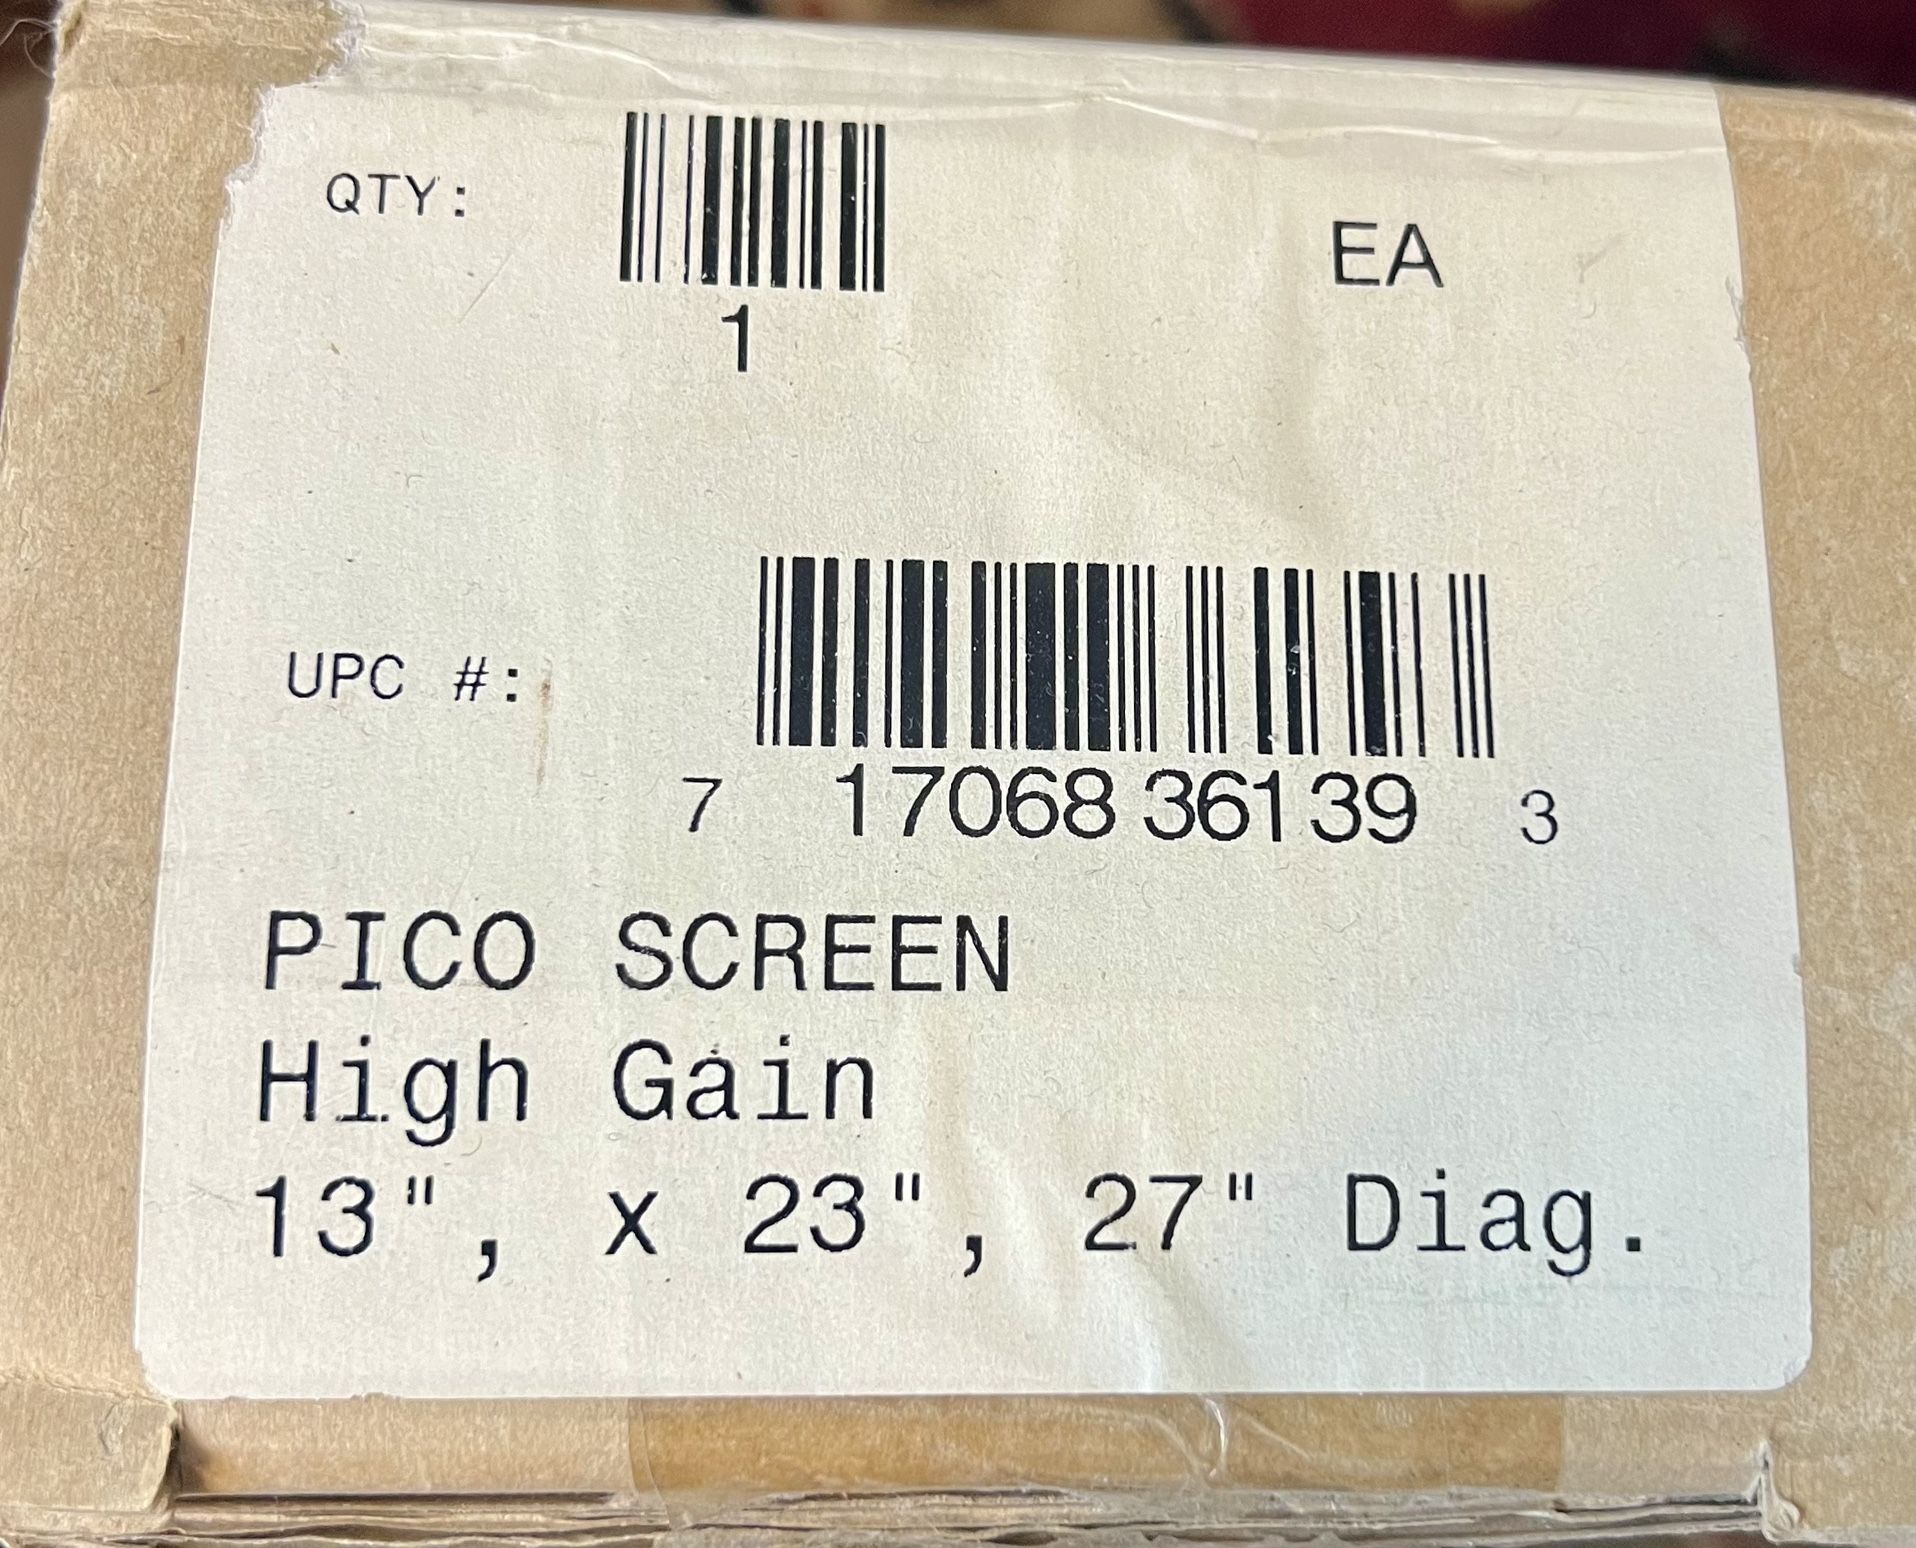 QTY:
EA
1
UPC #:
7 17068 36139 3
PICO SCREEN
High Gain
13", x 23", 27" Diag.